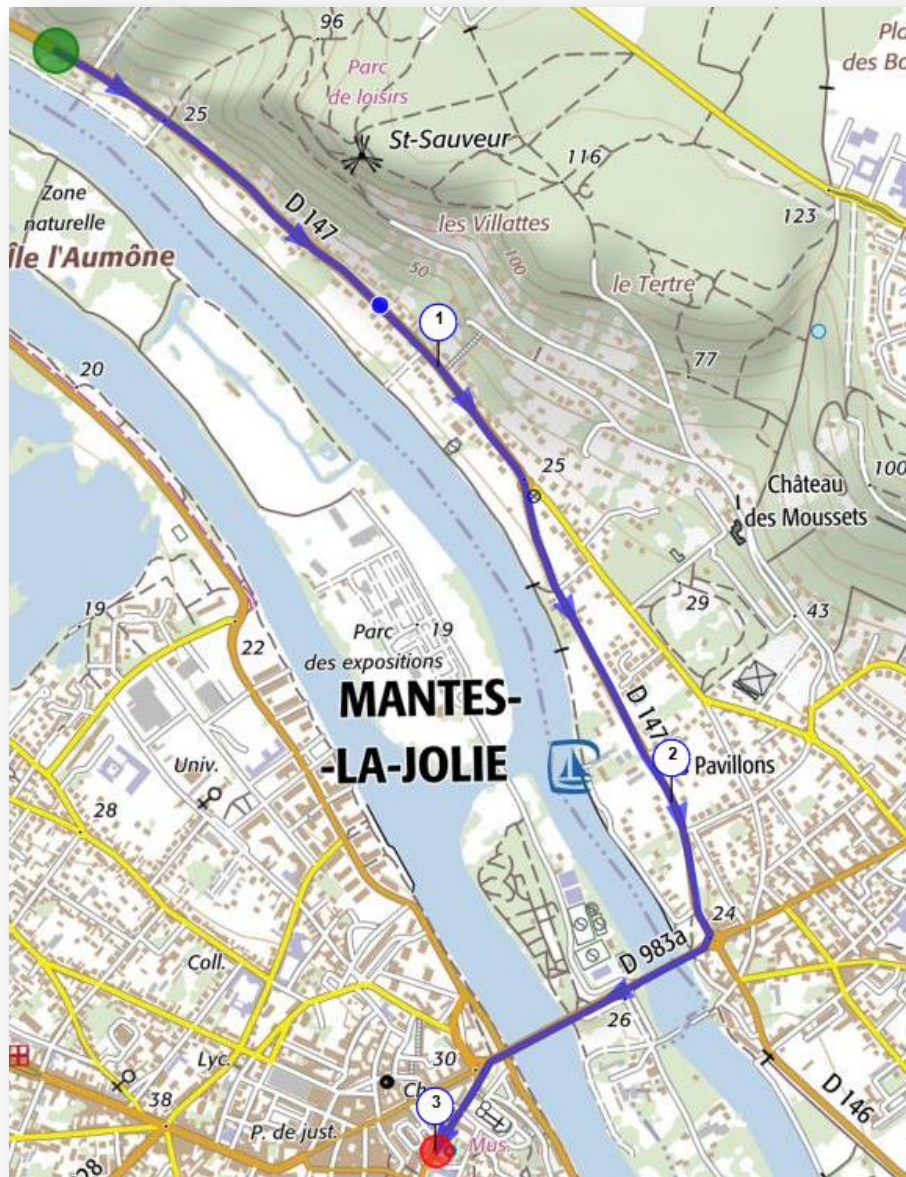 96
Pla
des Bo
Parc
de loisirs
25
St-Sauveur
116
Zone
naturelle
123
D 147
les Villattes
Île l'Aumône
50
100
le Tertre
1
77
20
25
100
Château
des Moussets
29
19
43
Parc
19
22
des expositions
MANTES-
-LA-JOLIE
D 147
2
Pavillons
Univ.
28
24
D 983a
Coll.
26
30
Lyc.
Ch
3
38
P. de just.
Mus.
D 146
28